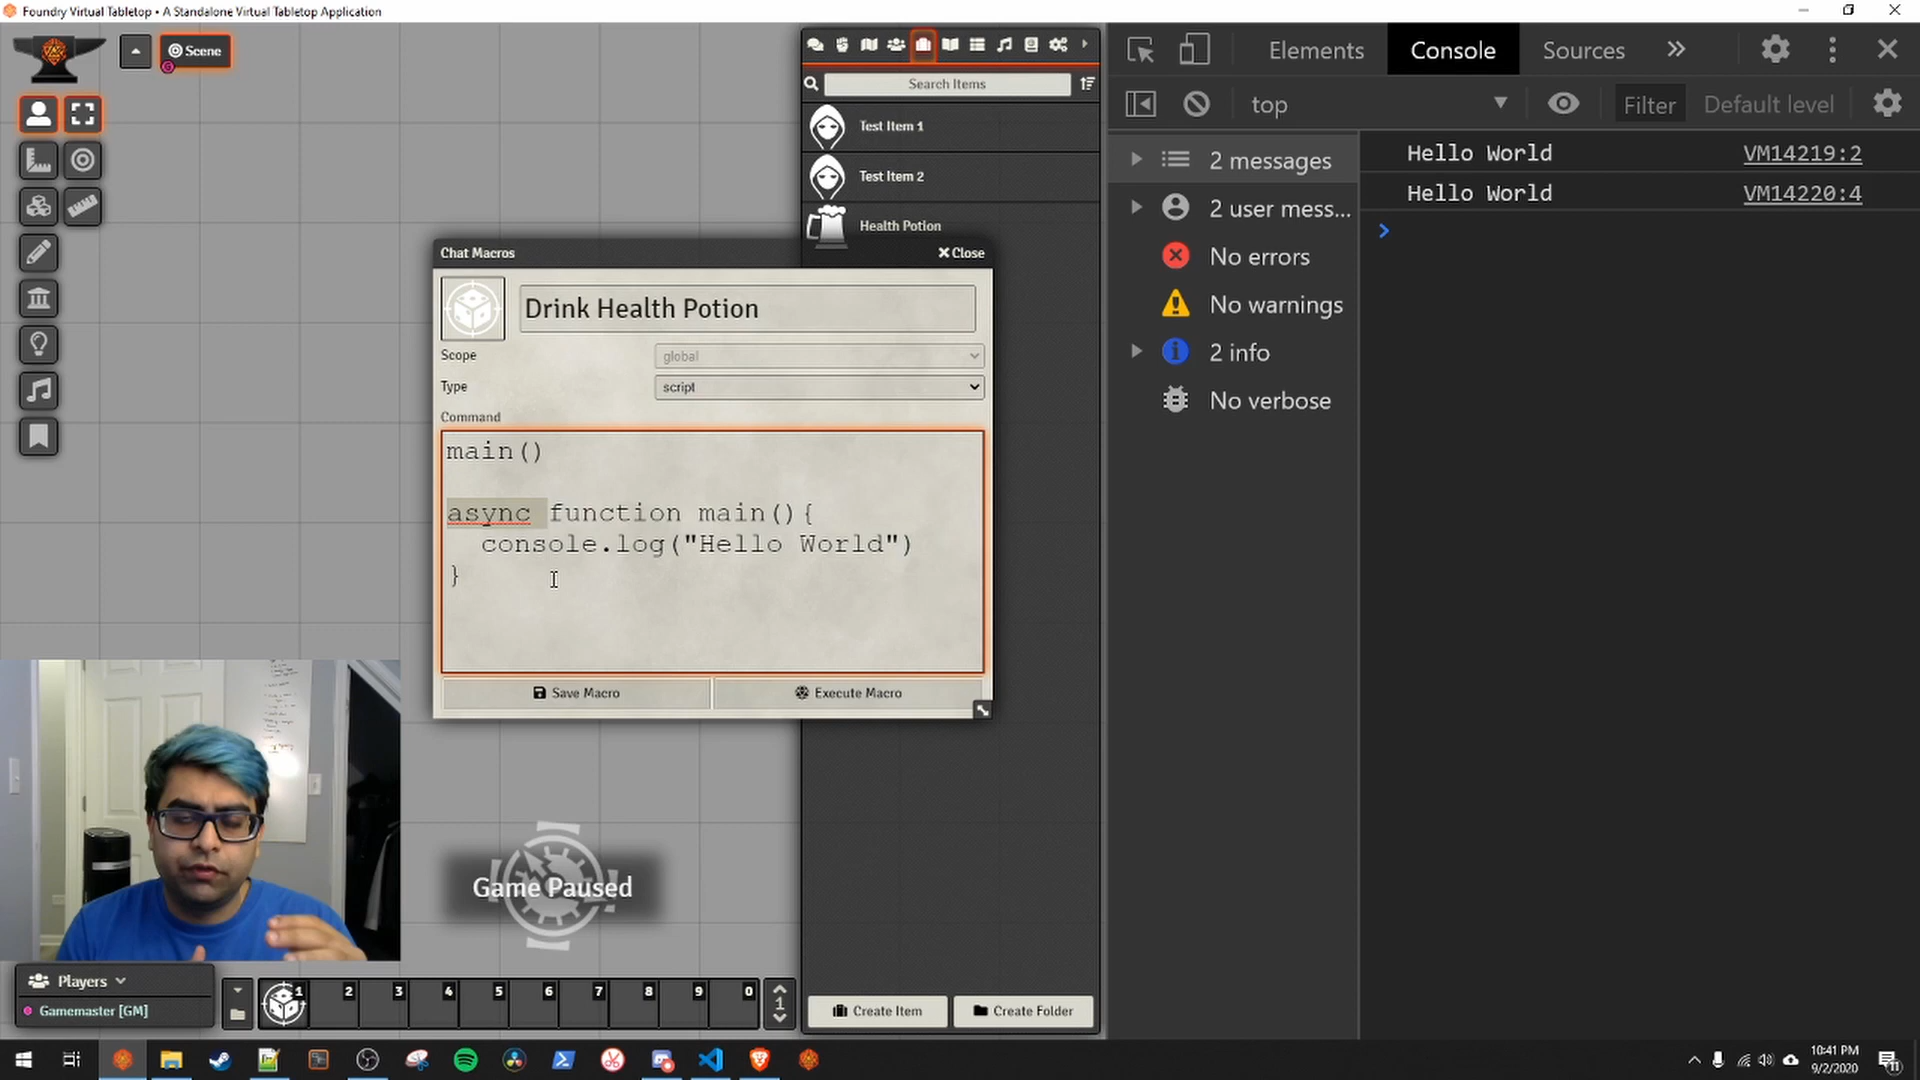 Foundry Virtual Tabletop • A Standalone Virtual Tabletop Application
Scene
Search Items
Test Item 1
Test Item 2
Health Potion
Chat Macros
Close
Drink Health Potion
Scope
global
Type
script
Command
main()
async function main(){
console.log("Hello World")
}
Save Macro
Execute Macro
Game Paused
Players
Gamemaster [GM]
1
2
3
4
5
6
7
8
9
0
1
Create Item
Create Folder
Elements
Console
Sources
top
Filter
Default level
2 messages
2 user mess...
No errors
No warnings
2 info
No verbose
Hello World
VM14219:2
Hello World
VM14220:4
10:41 PM
9/2/2020